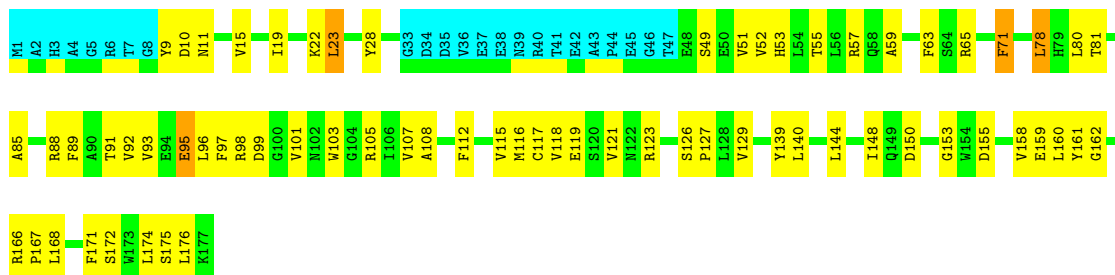 M1 A2 H3 A4 G5 R6 T7 G8 Y9 D10 N11 V15 I19 K22 L23 Y28 G33 D34 D35 V36 E37 E38 N39 R40 T41 E42 A43 P44 E45 G46 T47 E48 S49 E50 V51 V52 H53 L54 T55 L56 R57 Q58 A59 F63 S64 R65 F71 L78 H79 L80 T81
A85 R88 F89 A90 T91 V92 V93 E94 E95 L96 F97 R98 D99 G100 V101 N102 W103 G104 R105 I106 V107 A108 F112 V115 M116 C117 V118 E119 S120 V121 N122 R123 S126 P127 L128 V129 Y139 L140 L144 I148 Q149 D150 G153 W154 D155 V158 E159 L160 Y161 G162
R166 P167 L168 F171 S172 W173 L174 S175 L176 K177